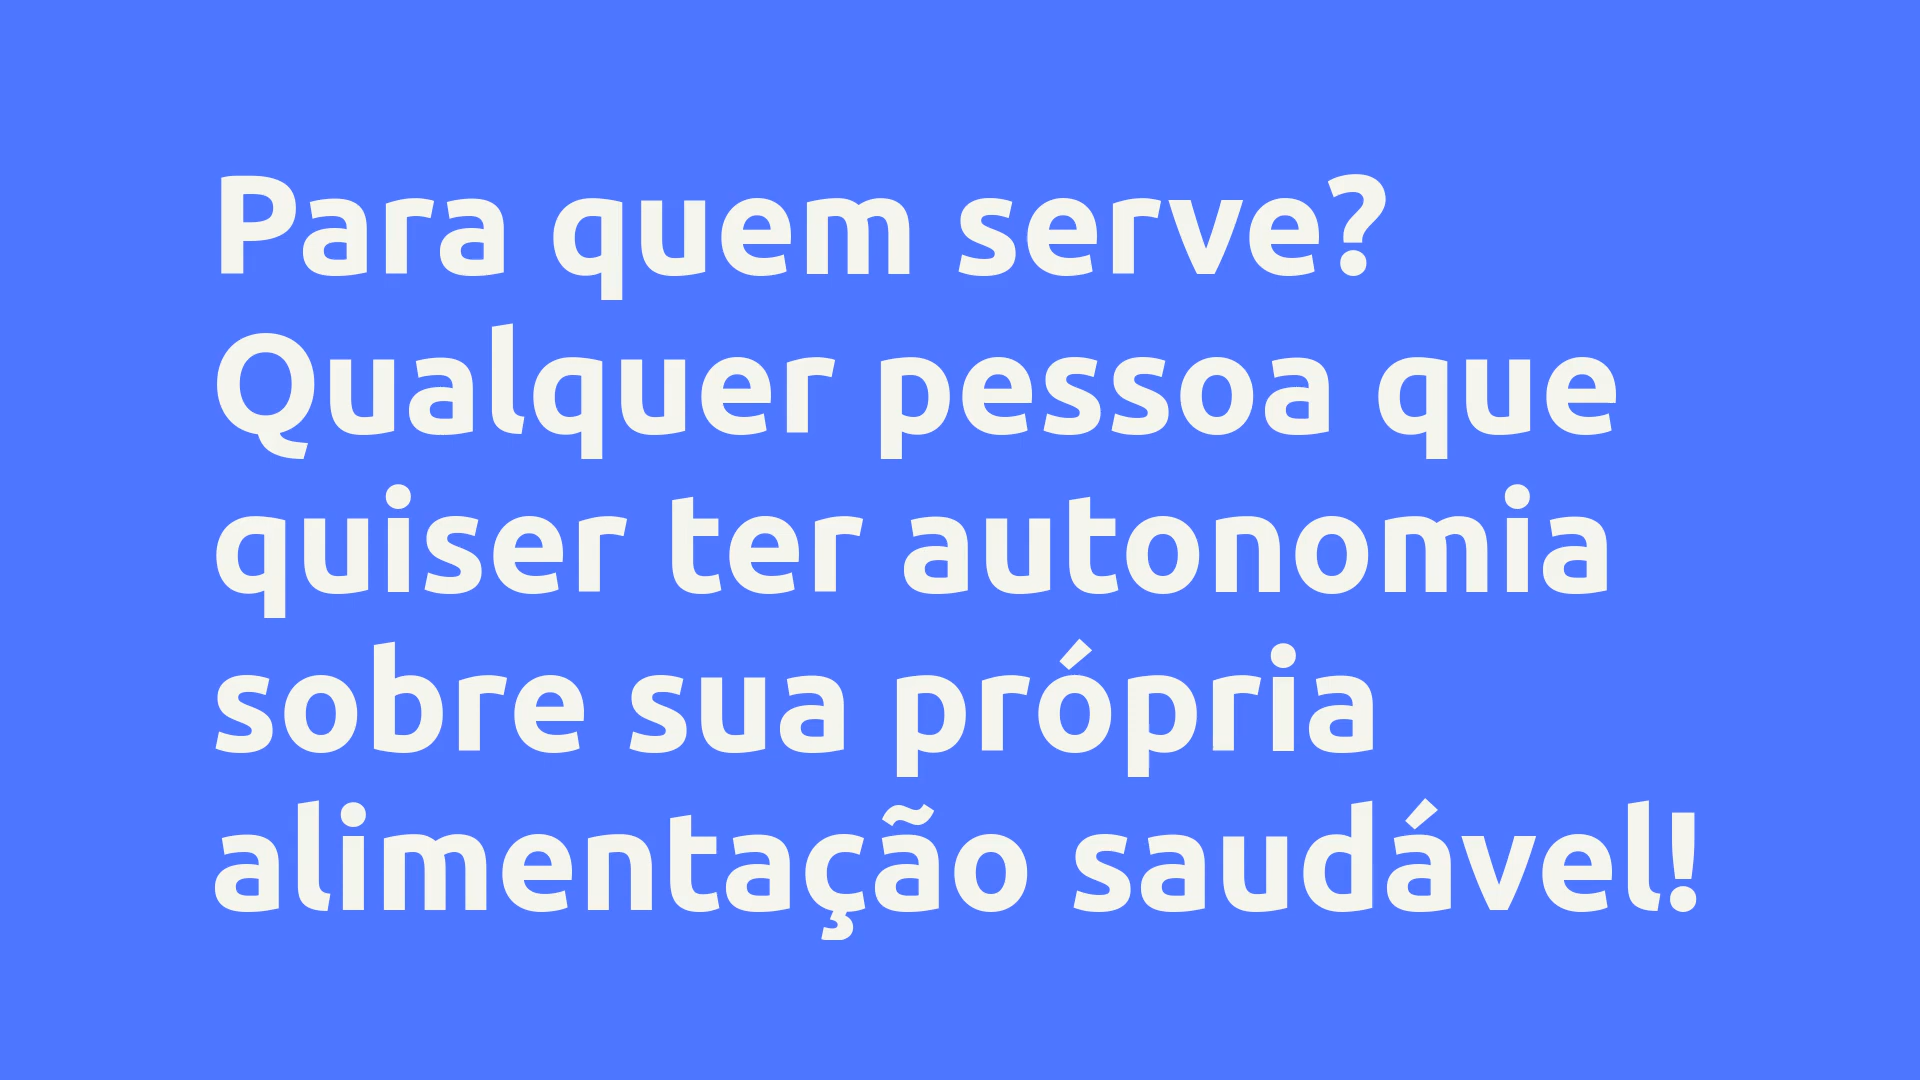 Para quem serve?
Qualquer pessoa que
quiser ter autonomia
sobre sua própria
alimentação saudável!